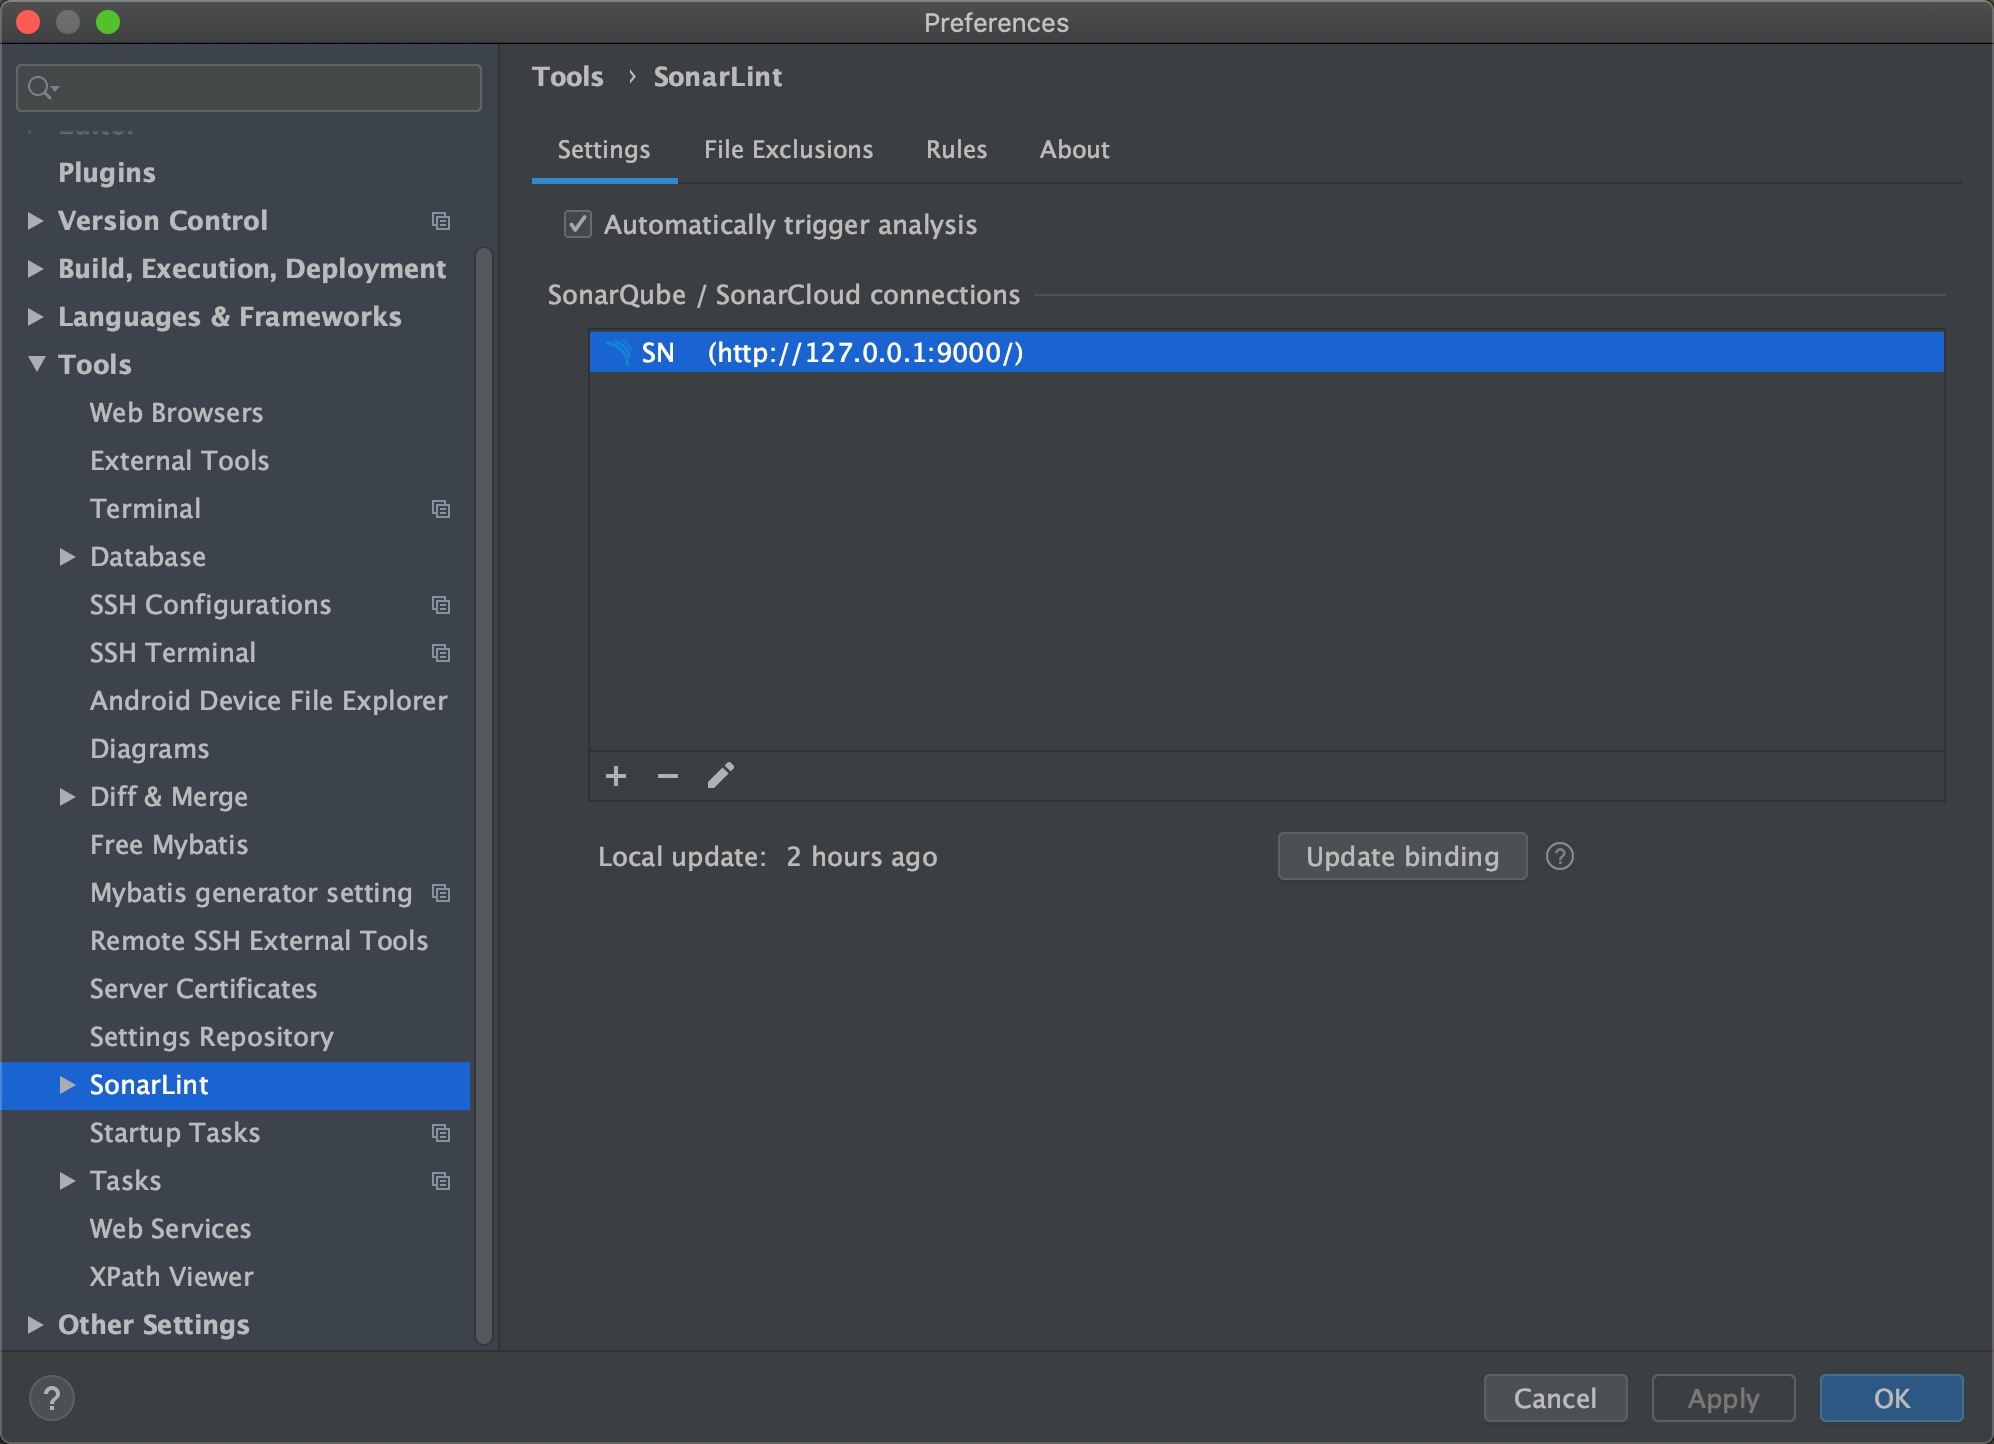 Preferences
Tools › SonarLint
Settings
File Exclusions
Rules
About
Plugins
Version Control
Build, Execution, Deployment
Languages & Frameworks
Tools
Web Browsers
External Tools
Terminal
Database
SSH Configurations
SSH Terminal
Android Device File Explorer
Diagrams
Diff & Merge
Free Mybatis
Mybatis generator setting
Remote SSH External Tools
Server Certificates
Settings Repository
SonarLint
Startup Tasks
Tasks
Web Services
XPath Viewer
Other Settings
Automatically trigger analysis
SonarQube / SonarCloud connections
SN (http://127.0.0.1:9000/)
Local update: 2 hours ago
Update binding
?
?
Cancel
Apply
OK